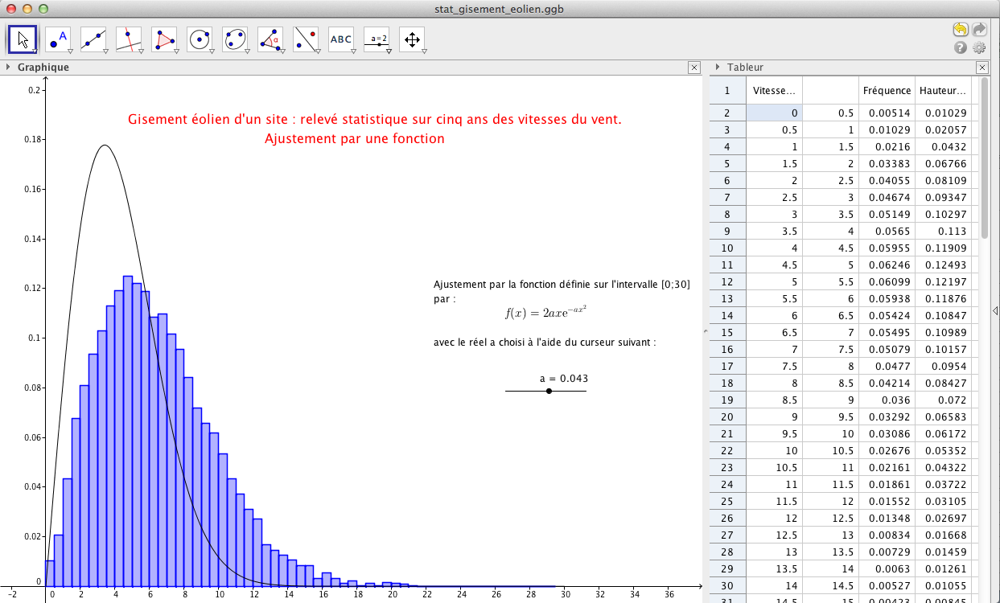 stat_gisement_eolien.ggb
A
α
ABC
a=2
?
Graphique
Tableur
0.2
0.18
0.16
0.14
0.12
0.1
0.08
0.06
0.04
0.02
0
-2 0 2 4 6 8 10 12 14 16 18 20 22 24 26 28 30 32 34 36
Gisement éolien d'un site : relevé statistique sur cinq ans des vitesses du vent.
Ajustement par une fonction
Ajustement par la fonction définie sur l'intervalle [0;30]
par :
f(x) = 2axe^{-ax^2}
avec le réel a choisi à l'aide du curseur suivant :
a = 0.043
1 Vitesse... Fréquence Hauteur...
2 0 0.5 0.00514 0.01029
3 0.5 1 0.01029 0.02057
4 1 1.5 0.0216 0.0432
5 1.5 2 0.03383 0.06766
6 2 2.5 0.04055 0.08109
7 2.5 3 0.04674 0.09347
8 3 3.5 0.05149 0.10297
9 3.5 4 0.0565 0.113
10 4 4.5 0.05955 0.11909
11 4.5 5 0.06246 0.12493
12 5 5.5 0.06099 0.12197
13 5.5 6 0.05938 0.11876
14 6 6.5 0.05424 0.10847
15 6.5 7 0.05495 0.10989
16 7 7.5 0.05079 0.10157
17 7.5 8 0.0477 0.0954
18 8 8.5 0.04214 0.08427
19 8.5 9 0.036 0.072
20 9 9.5 0.03292 0.06583
21 9.5 10 0.03086 0.06172
22 10 10.5 0.02676 0.05352
23 10.5 11 0.02161 0.04322
24 11 11.5 0.01861 0.03722
25 11.5 12 0.01552 0.03105
26 12 12.5 0.01348 0.02697
27 12.5 13 0.00834 0.01668
28 13 13.5 0.00729 0.01459
29 13.5 14 0.0063 0.01261
30 14 14.5 0.00527 0.01055
31 14.5 15 0.00423 0.00845